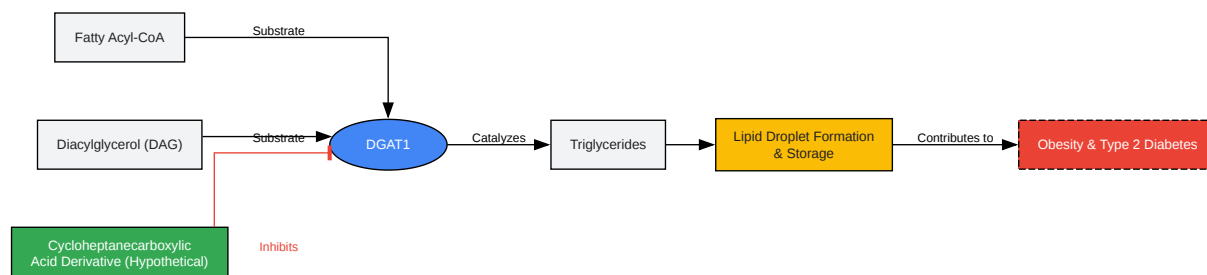 Fatty Acyl-CoA
Substrate
Diacylglycerol (DAG)
Substrate
DGAT1
Catalyzes
Triglycerides
Lipid Droplet Formation
& Storage
Contributes to
Obesity & Type 2 Diabetes
Cycloheptanecarboxylic
Acid Derivative (Hypothetical)
Inhibits